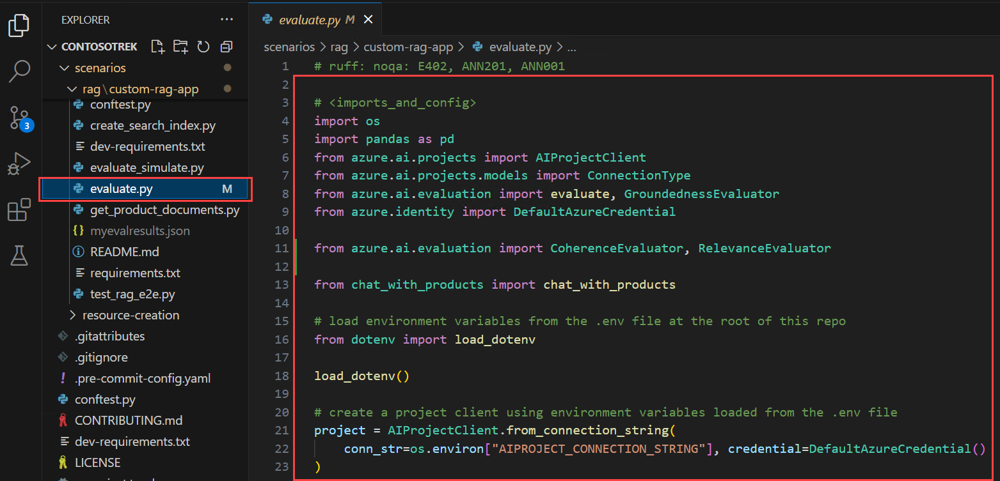 EXPLORER
CONTOSOTREK
scenarios
rag\custom-rag-app
conftest.py
create_search_index.py
dev-requirements.txt
evaluate_simulate.py
evaluate.py M
get_product_documents.py
{} myevalresults.json
README.md
requirements.txt
test_rag_e2e.py
resource-creation
.gitattributes
.gitignore
! .pre-commit-config.yaml
conftest.py
CONTRIBUTING.md
dev-requirements.txt
LICENSE
3
evaluate.py M
scenarios > rag > custom-rag-app > evaluate.py > ...
1 # ruff: noqa: E402, ANN201, ANN001
2
3 # <imports_and_config>
4 import os
5 import pandas as pd
6 from azure.ai.projects import AIProjectClient
7 from azure.ai.projects.models import ConnectionType
8 from azure.ai.evaluation import evaluate, GroundednessEvaluator
9 from azure.identity import DefaultAzureCredential
10
11 from azure.ai.evaluation import CoherenceEvaluator, RelevanceEvaluator
12
13 from chat_with_products import chat_with_products
14
15 # load environment variables from the .env file at the root of this repo
16 from dotenv import load_dotenv
17
18 load_dotenv()
19
20 # create a project client using environment variables loaded from the .env file
21 project = AIProjectClient.from_connection_string(
22 conn_str=os.environ["AIPROJECT_CONNECTION_STRING"], credential=DefaultAzureCredential()
23 )